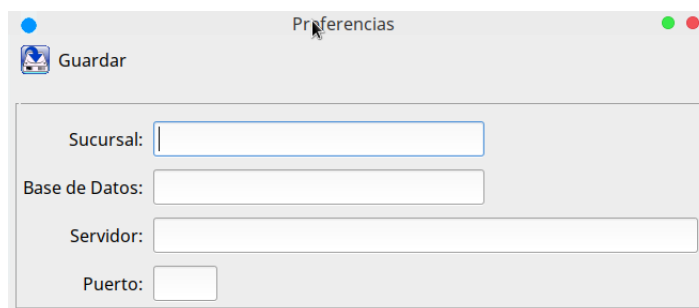 Preferencias
Guardar
Sucursal:
Base de Datos:
Servidor:
Puerto: